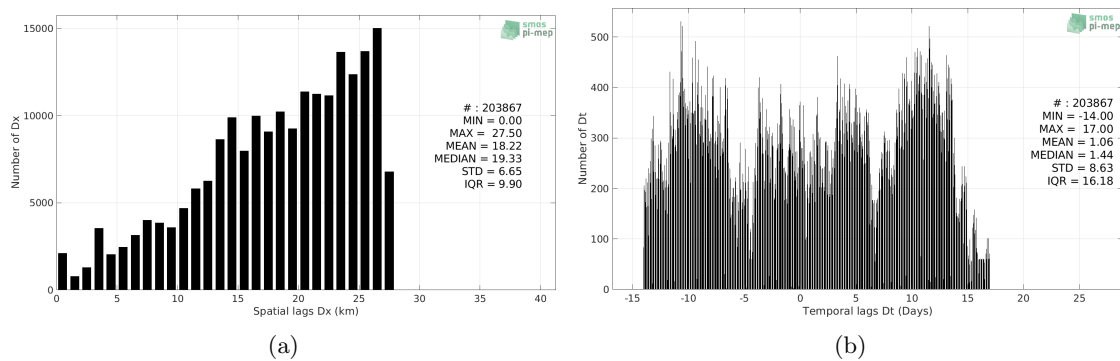 15000
10000
5000
0
Number of Dx
0 5 10 15 20 25 30 35 40
Spatial lags Dx (km)
smos
pi-mep
# : 203867
MIN = 0.00
MAX = 27.50
MEAN = 18.22
MEDIAN = 19.33
STD = 6.65
IQR = 9.90
(a)
500
400
300
200
100
0
Number of Dt
-15 -10 -5 0 5 10 15 20 25
Temporal lags Dt (Days)
smos
pi-mep
# : 203867
MIN = -14.00
MAX = 17.00
MEAN = 1.06
MEDIAN = 1.44
STD = 8.63
IQR = 16.18
(b)